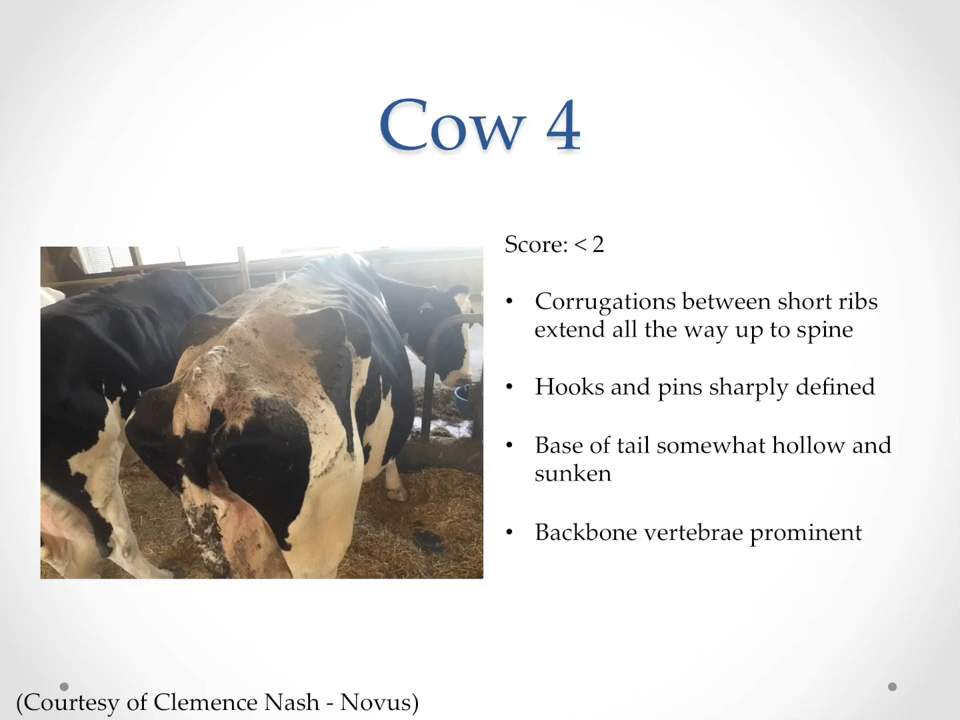 Cow 4
Score: < 2
• Corrugations between short ribs
extend all the way up to spine
• Hooks and pins sharply defined
• Base of tail somewhat hollow and
sunken
• Backbone vertebrae prominent
(Courtesy of Clemence Nash - Novus)